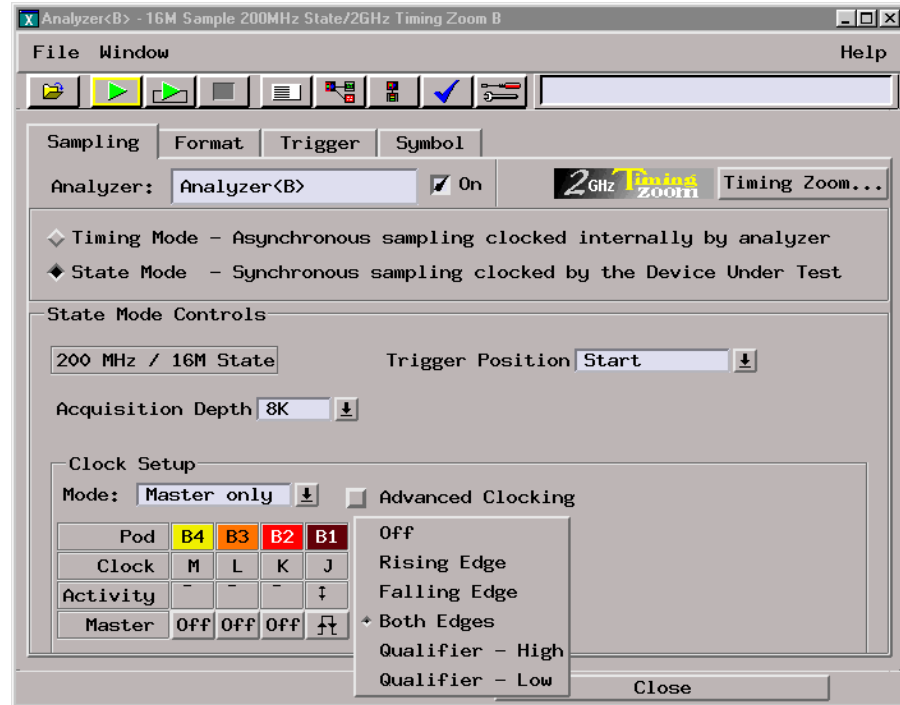 X Analyzer<B> - 16M Sample 200MHz State/2GHz Timing Zoom B
File Window Help
Sampling Format Trigger Symbol
Analyzer: Analyzer<B> On 2 GHz Timing zoom Timing Zoom...
Timing Mode - Asynchronous sampling clocked internally by analyzer
State Mode - Synchronous sampling clocked by the Device Under Test
State Mode Controls
200 MHz / 16M State Trigger Position Start
Acquisition Depth 8K
Clock Setup
Mode: Master only Advanced Clocking
Pod B4 B3 B2 B1
Clock M L K J
Activity
Master Off Off Off
Off
Rising Edge
Falling Edge
Both Edges
Qualifier - High
Qualifier - Low
Close